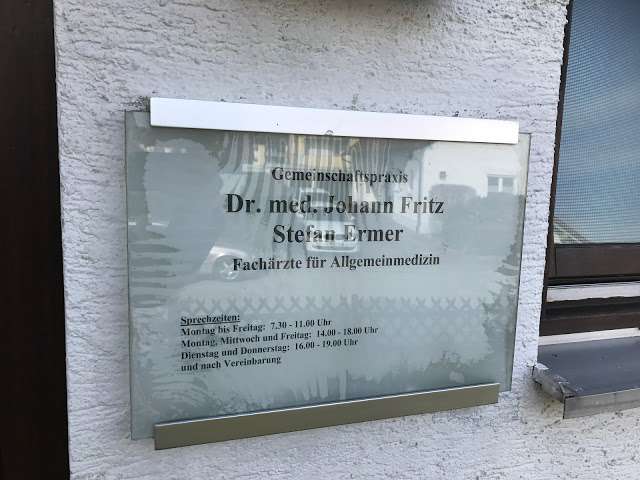 Gemeinschaftspraxis
Dr. med. Johann Fritz
Stefan Ermer
Fachärzte für Allgemeinmedizin
Sprechzeiten:
Montag bis Freitag: 7.30 - 11.00 Uhr
Montag, Mittwoch und Freitag: 14.00 - 18.00 Uhr
Dienstag und Donnerstag: 16.00 - 19.00 Uhr
und nach Vereinbarung